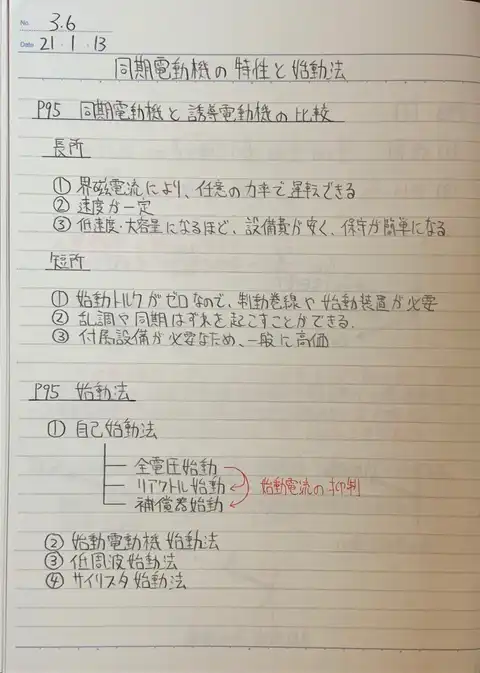 No. 3.6
Date 21・1・13
同期電動機の特性と始動法
P95 同期電動機と誘導電動機の比較
長所
① 界磁電流により、任意の力率で運転できる
② 速度が一定
③ 低速度・大容量になるほど、設備費が安く、保守が簡単になる
短所
① 始動トルクがゼロなので、制動巻線や始動装置が必要
② 乱調や同期はずれを起こすことができる.
③ 付属設備が必要なため、一般に高価
P95 始動法
① 自己始動法
全電圧始動
リアクトル始動 始動電流の抑制
補償器始動
② 始動電動機始動法
③ 低周波始動法
④ サイリスタ始動法